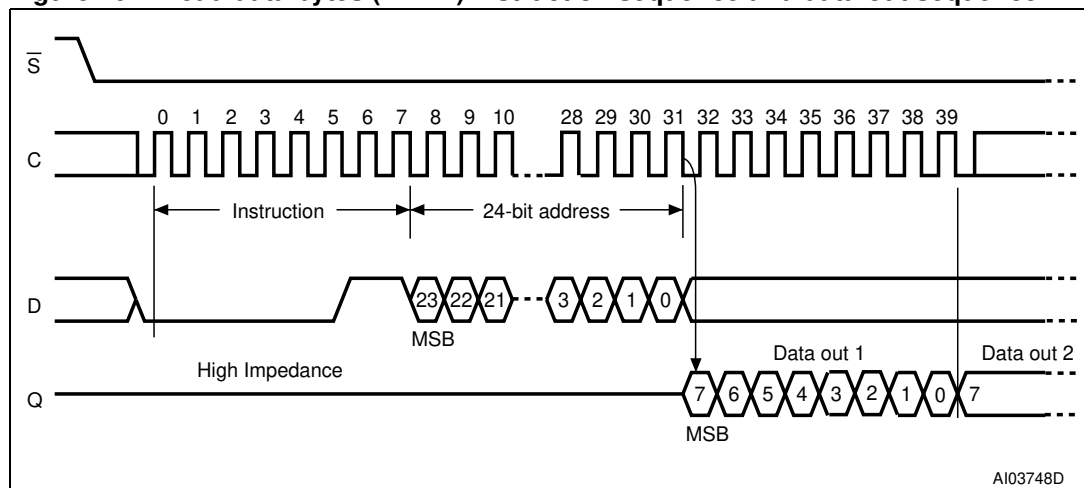 S
0 1 2 3 4 5 6 7 8 9 10 28 29 30 31 32 33 34 35 36 37 38 39
C
Instruction 24-bit address
D 23 22 21 3 2 1 0
MSB
High Impedance Data out 1 Data out 2
Q 7 6 5 4 3 2 1 0 7
MSB
AI03748D